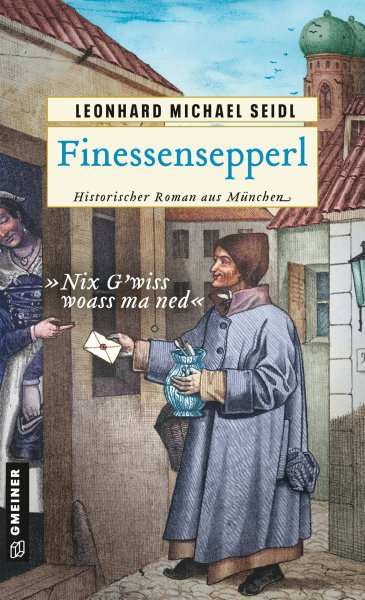 LEONHARD MICHAEL SEIDL
Finessensepperl
Historischer Roman aus München
»Nix G'wiss
woass ma ned«
GMEINER